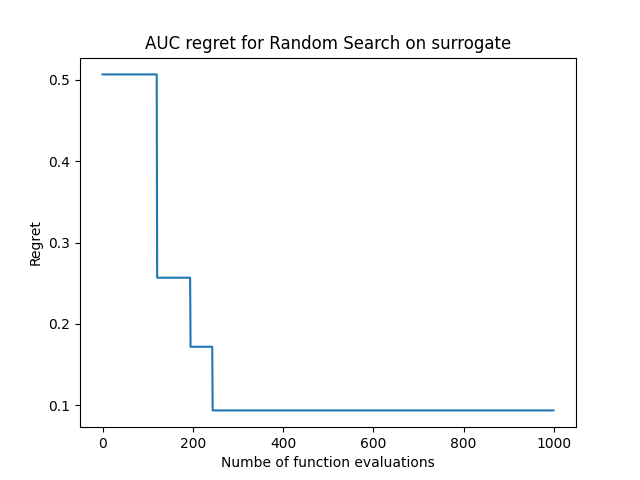 AUC regret for Random Search on surrogate
0.5
0.4
0.3
0.2
0.1
Regret
0 200 400 600 800 1000
Numbe of function evaluations